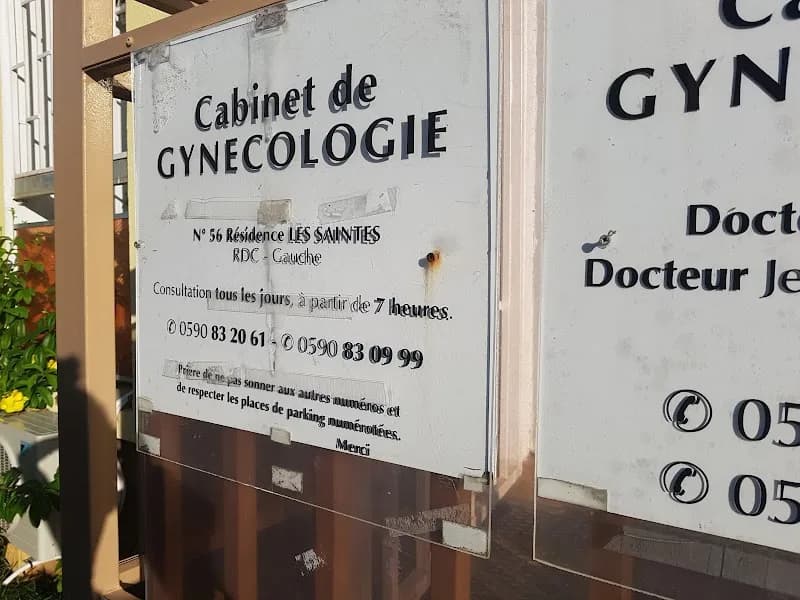 Cabinet de
GYNECOLOGIE
N° 56 Résidence LES SAINTES
RDC - Gauche
Consultation tous les jours, à partir de 7 heures.
✆ 0590 83 20 61 - ✆ 0590 83 09 99
Prière de ne pas sonner aux autres numéros et
de respecter les places de parking numérotées.
Merci
Ca
GYN
Docte
Docteur Je
✆ 05
✆ 05